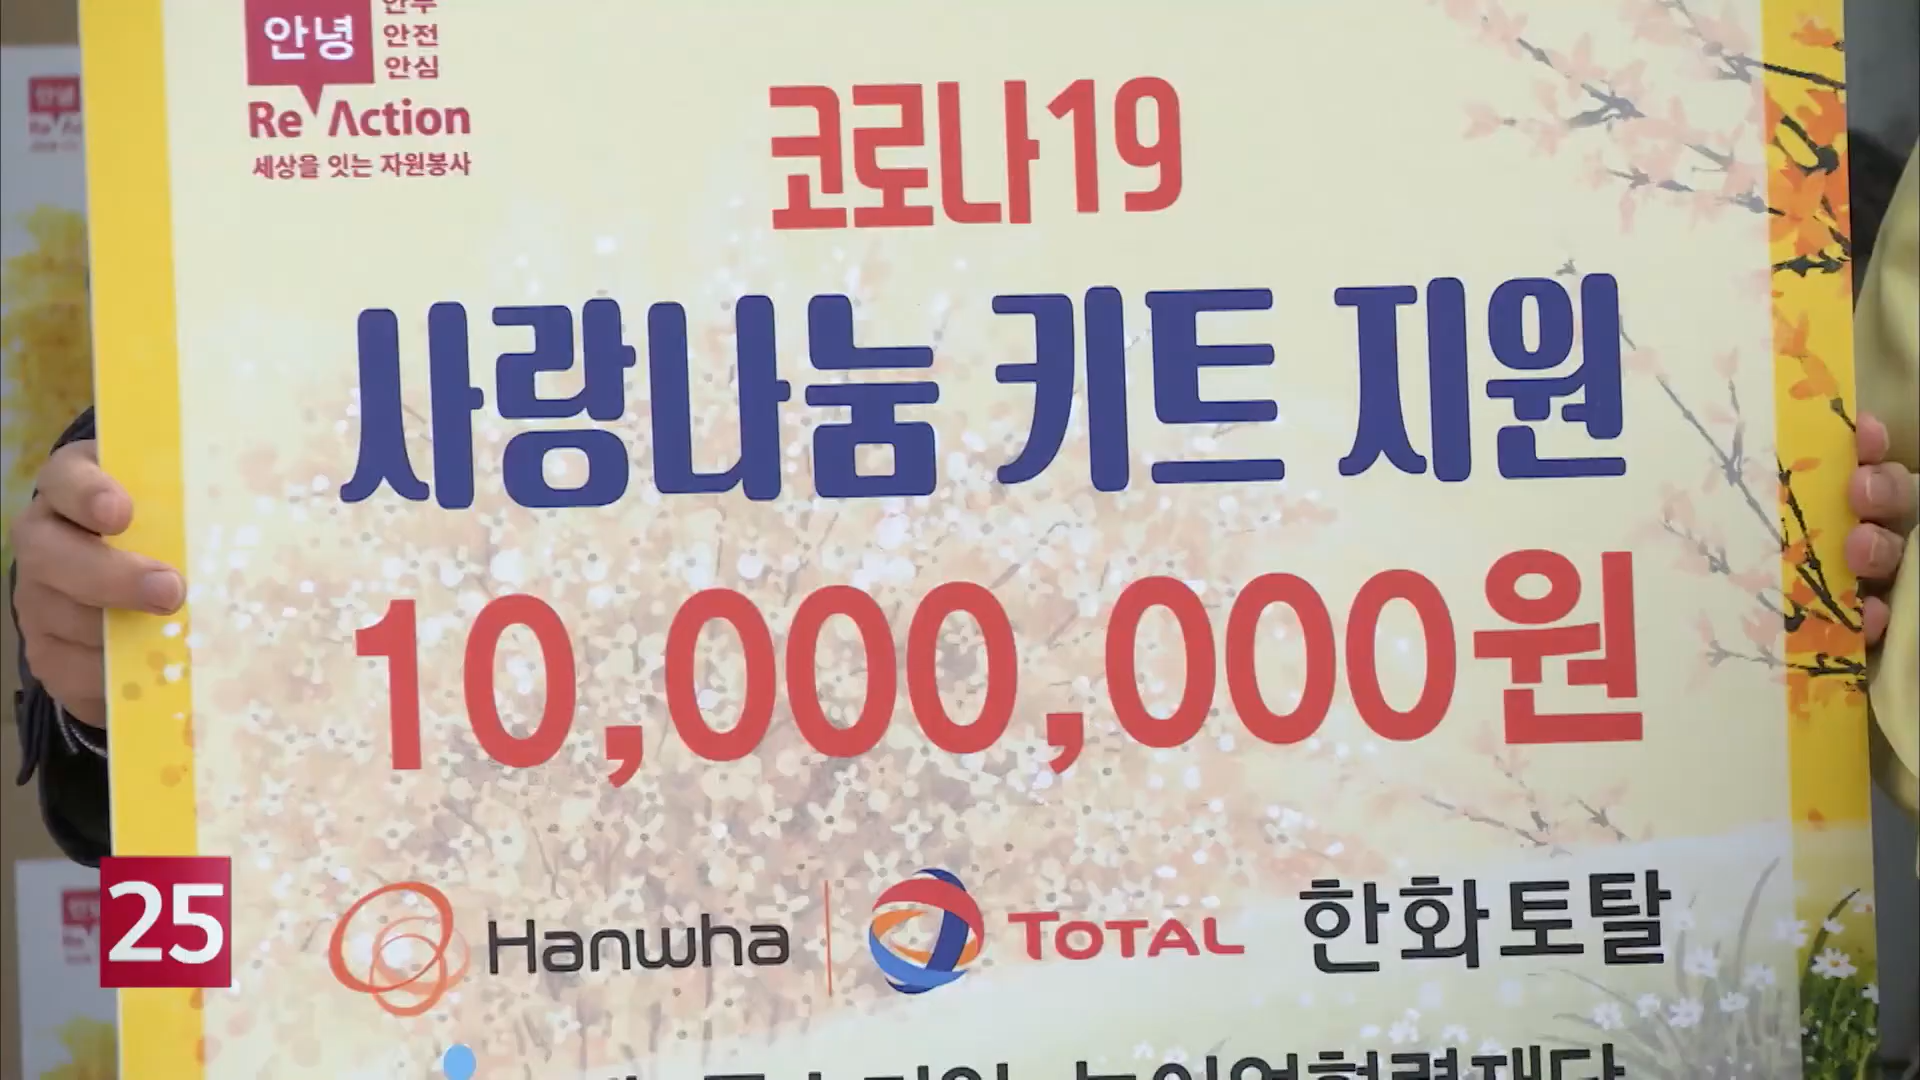 안녕
안부
안전
안심
Re Action
세상을 잇는 자원봉사
코로나19
사랑나눔 키트 지원
10,000,000원
Hanwha TOTAL 한화토탈
25